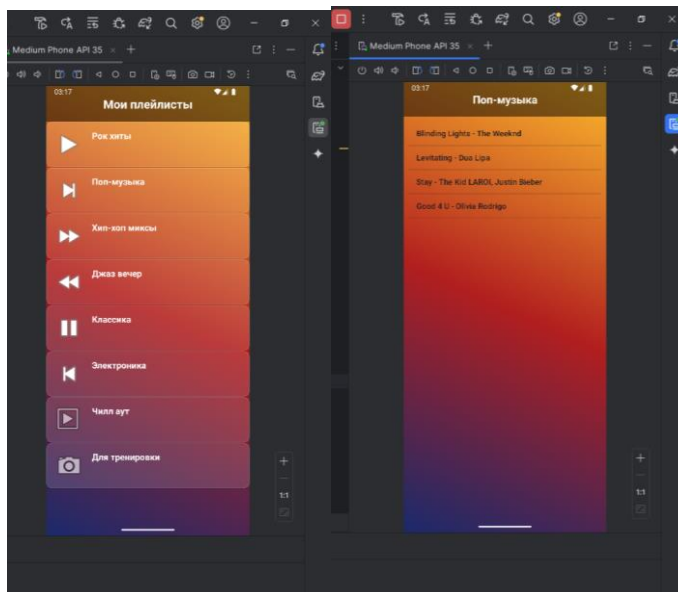 Medium Phone API 35
03:17
Мои плейлисты
Рок хиты
Поп-музыка
Хип-хоп миксы
Джаз вечер
Классика
Электроника
Чилл аут
Для тренировки
1:1
Medium Phone API 35
03:17
Поп-музыка
Blinding Lights - The Weeknd
Levitating - Dua Lipa
Stay - The Kid LAROI, Justin Bieber
Good 4 U - Olivia Rodrigo
1:1